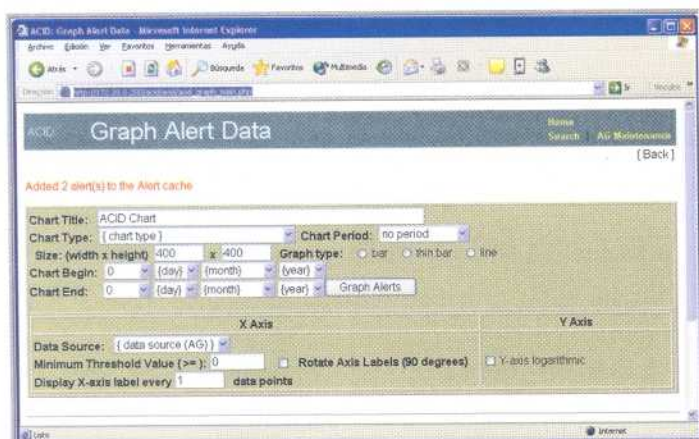 ACID: Graph Alert Data - Microsoft Internet Explorer
Archivo Edición Ver Favoritos Herramientas Ayuda
Atrás Búsqueda Favoritos Multimedia
Dirección Ir Vínculos
ACID Graph Alert Data Home
Search | AG Maintenance
[Back]
Added 2 alert(s) to the Alert cache
Chart Title: ACID Chart
Chart Type: { chart type } Chart Period: no period
Size: (width x height) 400 x 400 Graph type: bar thin bar line
Chart Begin: 0 {day} {month} {year}
Chart End: 0 {day} {month} {year} Graph Alerts
X Axis Y Axis
Data Source: { data source (AG) }
Minimum Threshold Value (>= ): 0 Rotate Axis Labels (90 degrees) Y-axis logarithmic
Display X-axis label every 1 data points
Listo Internet